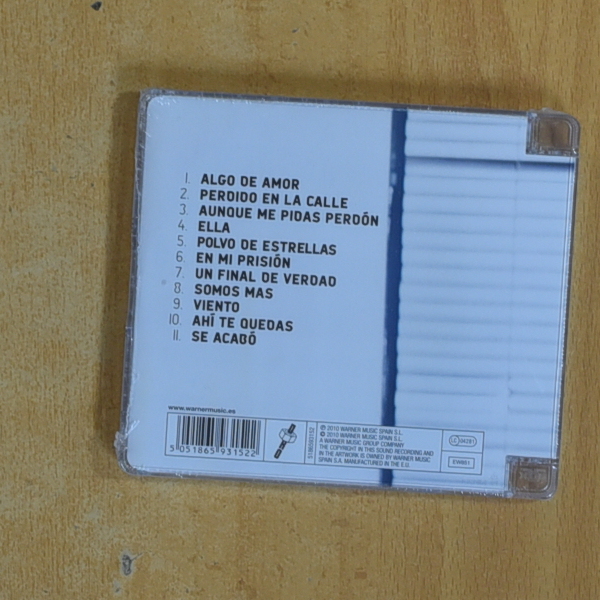 1. ALGO DE AMOR
2. PERDIDO EN LA CALLE
3. AUNQUE ME PIDAS PERDÓN
4. ELLA
5. POLVO DE ESTRELLAS
6. EN MI PRISIÓN
7. UN FINAL DE VERDAD
8. SOMOS MAS
9. VIENTO
10. AHÍ TE QUEDAS
11. SE ACABÓ
www.warnermusic.es
5 051865 931522
5186593152
℗ 2010 WARNER MUSIC SPAIN S.L.
© 2010 WARNER MUSIC SPAIN S.L.
A WARNER MUSIC GROUP COMPANY
THE COPYRIGHT IN THIS SOUND RECORDING AND
IN THE ARTWORK IS OWNED BY WARNER MUSIC
SPAIN S.A. MANUFACTURED IN THE E.U.
LC 04281